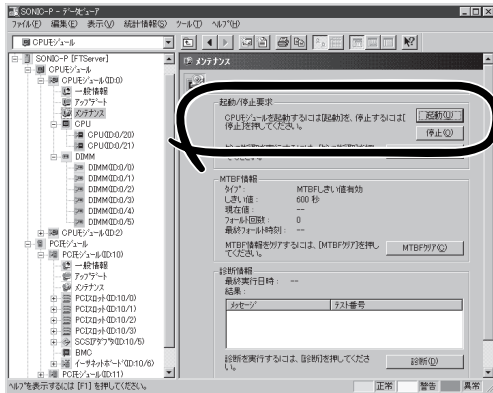 SONIC-P - データビューア
ファイル(F) 編集(E) 表示(V) 統計情報(S) ツール(T) ヘルプ(H)
CPUモジュール
SONIC-P [FTServer]
CPUモジュール
CPUモジュール(ID:0)
一般情報
アップデート
メンテナンス
CPU
CPU(ID:0/20)
CPU(ID:0/21)
DIMM
DIMM(ID:0/0)
DIMM(ID:0/1)
DIMM(ID:0/2)
DIMM(ID:0/3)
DIMM(ID:0/4)
DIMM(ID:0/5)
CPUモジュール(ID:2)
PCIモジュール
PCIモジュール(ID:10)
一般情報
アップデート
メンテナンス
PCIスロット(ID:10/0)
PCIスロット(ID:10/1)
PCIスロット(ID:10/2)
PCIスロット(ID:10/3)
SCSIアダプタ(ID:10/5)
BMC
イーサネットボード(ID:10/6)
PCIモジュール(ID:11)
メンテナンス
起動/停止要求
CPUモジュールを起動するには[起動]を、停止するには[
停止]を押してください。
起動(U)
停止(O)
MTBF情報
タイプ: MTBFしきい値有効
しきい値: 600 秒
現在値: --
フォールト回数: 0
最終フォールト時刻: --
MTBF情報をクリアするには、[MTBFクリア]を押し
てください。
MTBFクリア(C)
診断情報
最終実行日時: --
結果:
メッセージ テスト番号
診断を実行するには、[診断]を押してくださ
い。
診断(D)
ヘルプを表示するには [F1] を押してください。
正常 警告 異常